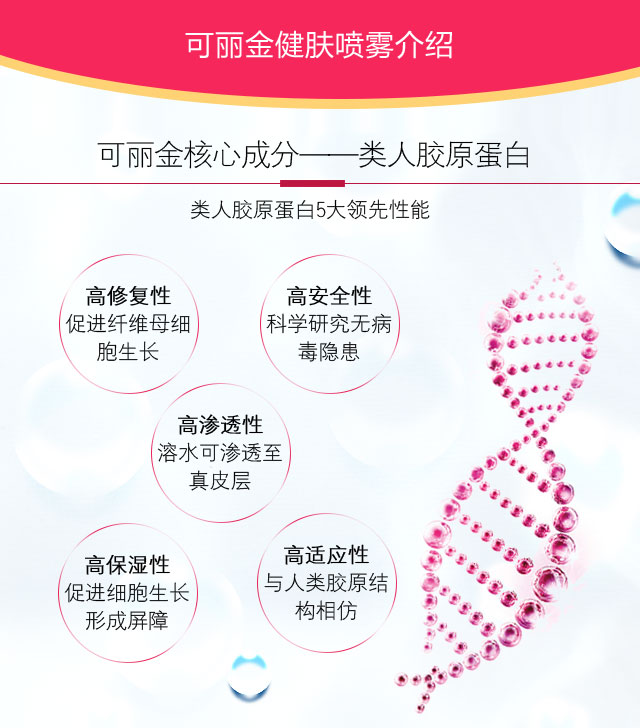 可丽金健肤喷雾介绍
可丽金核心成分——类人胶原蛋白
类人胶原蛋白5大领先性能
高修复性
促进纤维母细
胞生长
高安全性
科学研究无病
毒隐患
高渗透性
溶水可渗透至
真皮层
高保湿性
促进细胞生长
形成屏障
高适应性
与人类胶原结
构相仿